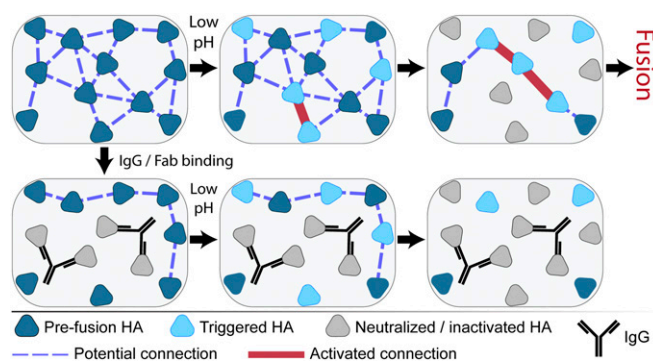 Low
pH
Fusion
IgG / Fab binding
Low
pH
Pre-fusion HA
Triggered HA
Neutralized / inactivated HA
IgG
Potential connection
Activated connection